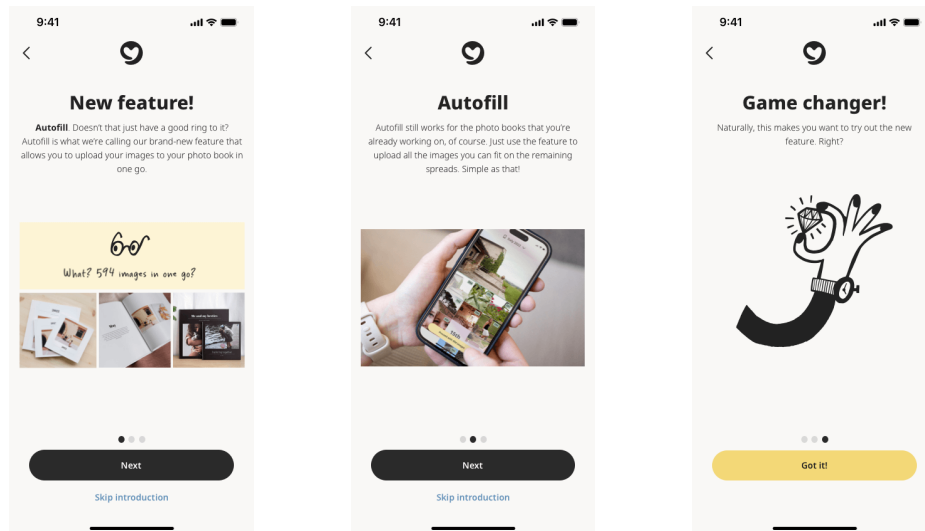 9:41
New feature!
Autofill. Doesn't that just have a good ring to it?
Autofill is what we're calling our brand-new feature that
allows you to upload your images to your photo book in
one go.
What? 594 images in one go?
Next
Skip introduction
9:41
Autofill
Autofill still works for the photo books that you're
already working on, of course. Just use the feature to
upload all the images you can fit on the remaining
spreads. Simple as that!
Next
Skip introduction
9:41
Game changer!
Naturally, this makes you want to try out the new
feature. Right?
Got it!